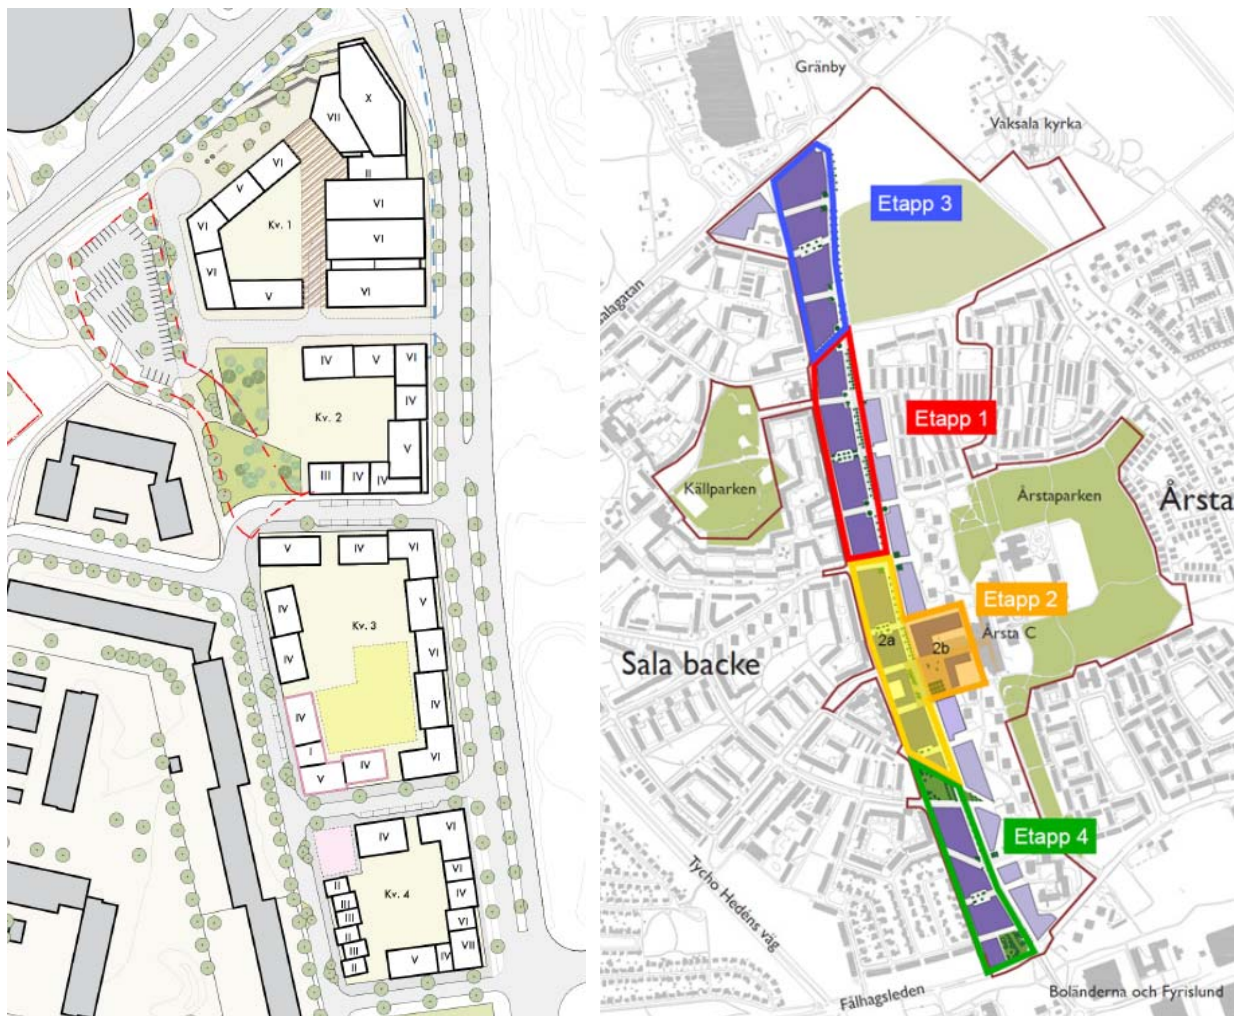 X
VII
VI
II
V
VI
VI
Kv. 1
VI
VI
V
VI
IV
V
VI
IV
Kv. 2
V
III
IV
IV
V
IV
VI
IV
V
Kv. 3
IV
VI
IV
IV
I
V
IV
VI
IV
VI
VI
II
IV
III
III
Kv. 4
VI
II
III
II
V
IV
VII
Gränby
Vaksala kyrka
Etapp 3
Etapp 1
Källparken
Årstaparken
Årsta
Etapp 2
2a
2b
Årsta C
Sala backe
Etapp 4
Tycho Hedéns väg
Fålhagsleden
Boländerna och Fyrislund